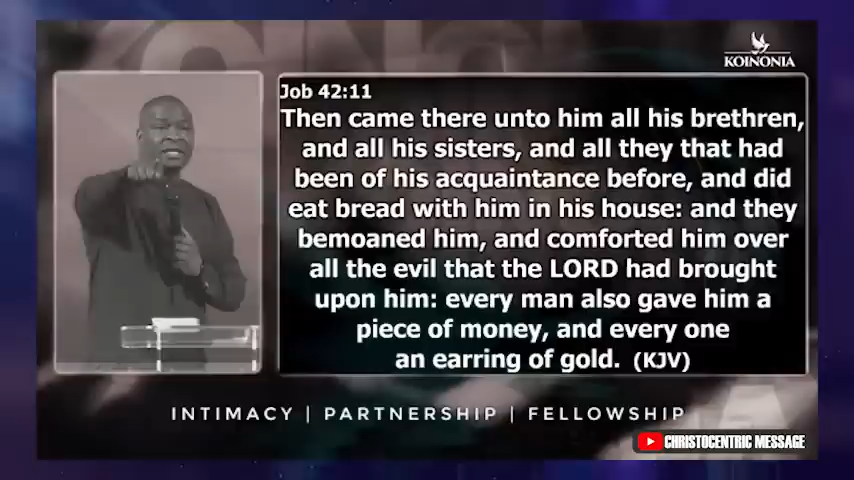 KOINONIA
Job 42:11
Then came there unto him all his brethren,
and all his sisters, and all they that had
been of his acquaintance before, and did
eat bread with him in his house: and they
bemoaned him, and comforted him over
all the evil that the LORD had brought
upon him: every man also gave him a
piece of money, and every one
an earring of gold. (KJV)
INTIMACY | PARTNERSHIP | FELLOWSHIP
CHRISTOCENTRIC MESSAGE